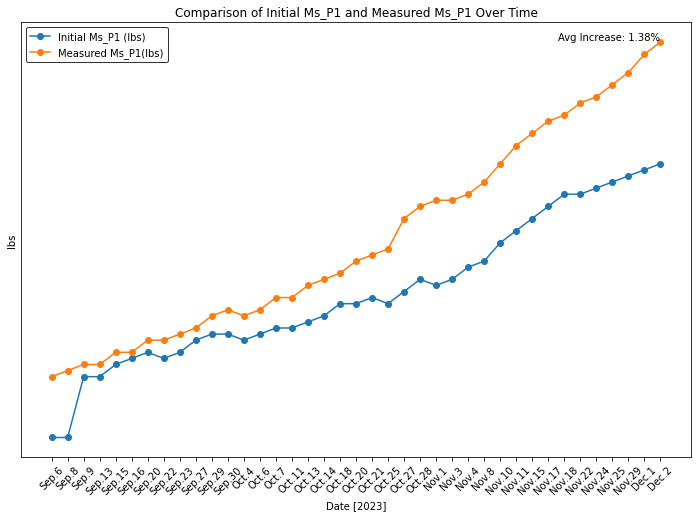 Comparison of Initial Ms_P1 and Measured Ms_P1 Over Time
Initial Ms_P1 (lbs)
Measured Ms_P1(lbs)
Avg Increase: 1.38%
lbs
Sep.6
Sep.8
Sep.9
Sep.13
Sep.15
Sep.16
Sep.20
Sep.22
Sep.23
Sep.27
Sep.29
Sep.30
Oct.4
Oct.6
Oct.7
Oct.11
Oct.13
Oct.14
Oct.18
Oct.20
Oct.21
Oct.25
Oct.27
Oct.28
Nov.1
Nov.3
Nov.4
Nov.8
Nov.10
Nov.11
Nov.15
Nov.17
Nov.18
Nov.22
Nov.24
Nov.25
Nov.29
Dec.1
Dec.2
Date [2023]